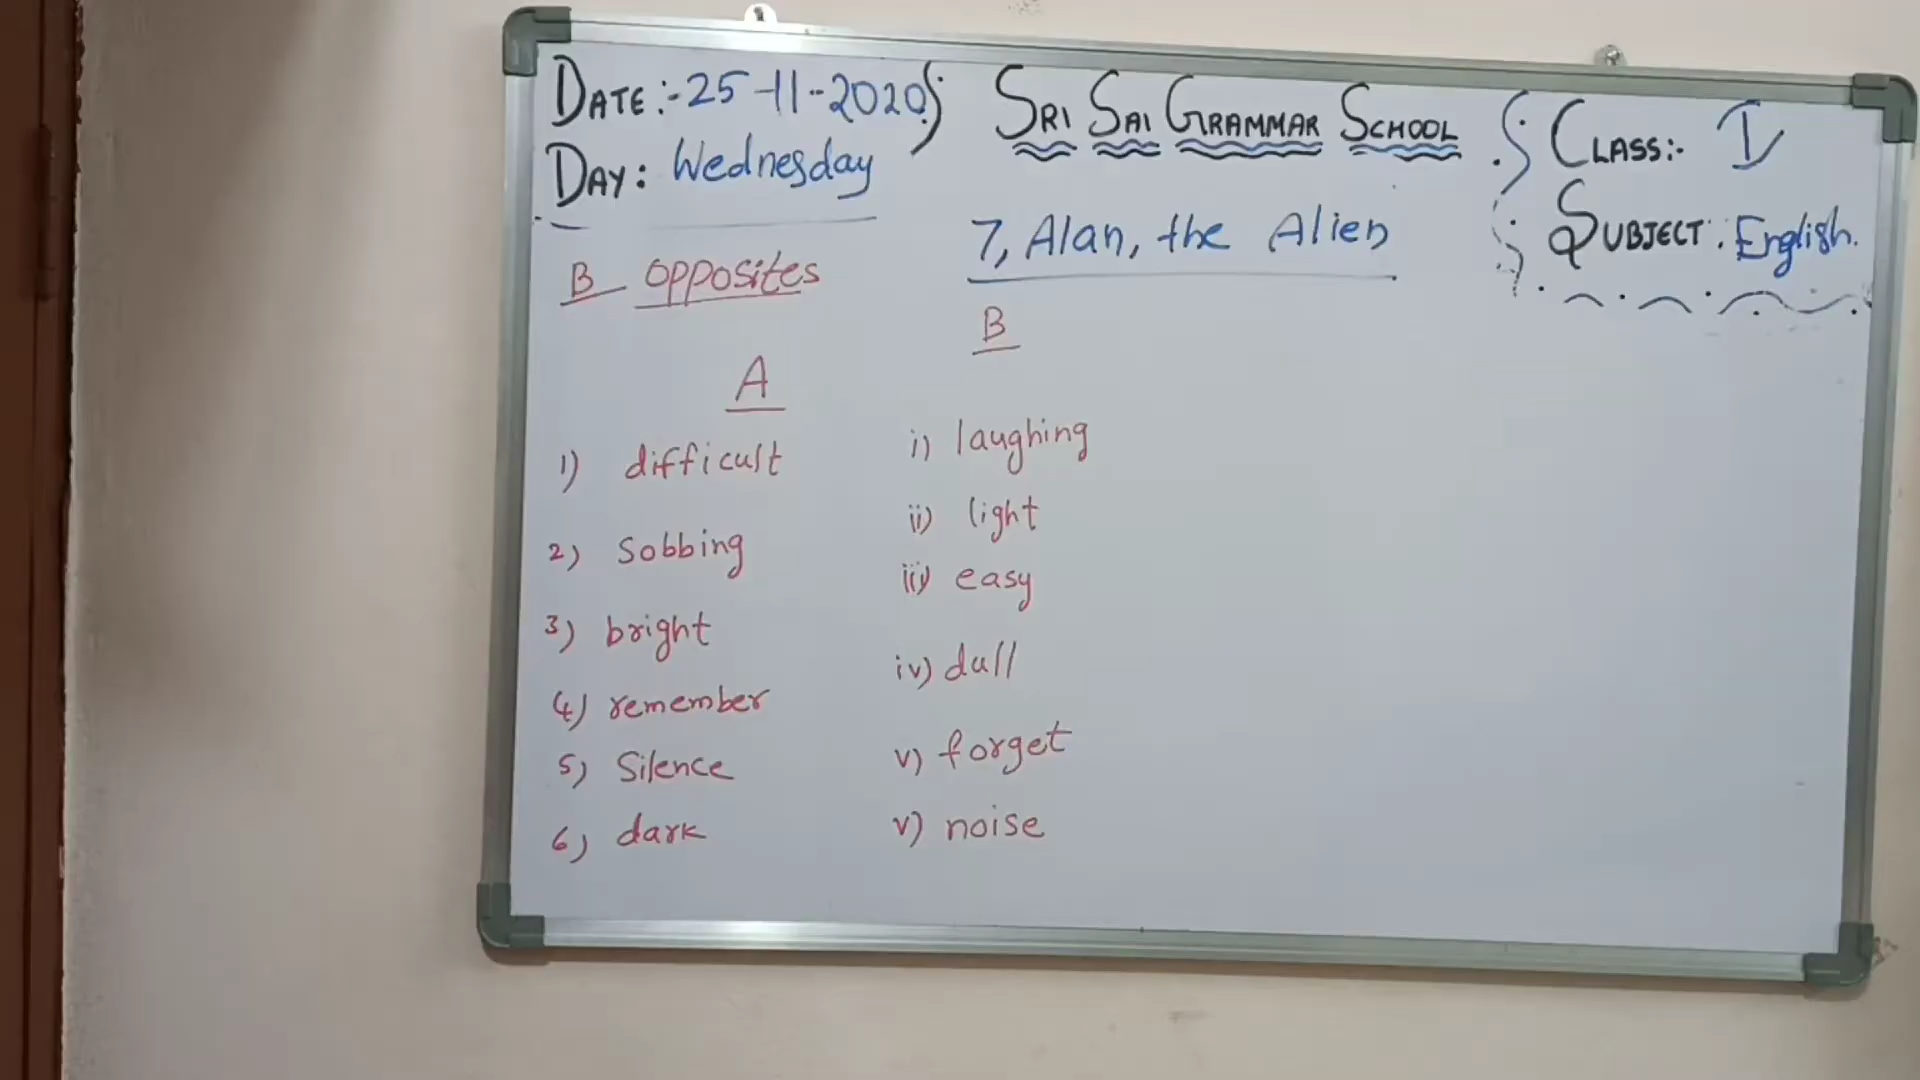 DATE:-25-11-2020
DAY: Wednesday
SRI SAI GRAMMAR SCHOOL
CLASS:- I
SUBJECT: English.
7, Alan, the Alien
B opposites
A
1) difficult
2) Sobbing
3) bright
4) remember
5) Silence
6) dark
B
i) laughing
ii) light
iii) easy
iv) dull
v) forget
v) noise